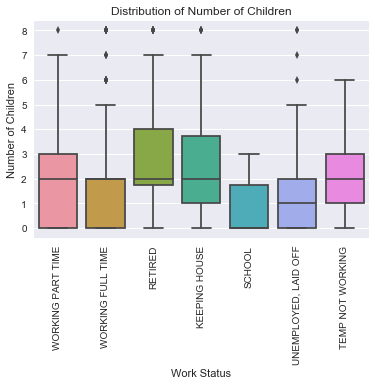 Distribution of Number of Children
Number of Children
8
7
6
5
4
3
2
1
0
WORKING PART TIME
WORKING FULL TIME
RETIRED
KEEPING HOUSE
SCHOOL
UNEMPLOYED, LAID OFF
TEMP NOT WORKING
Work Status